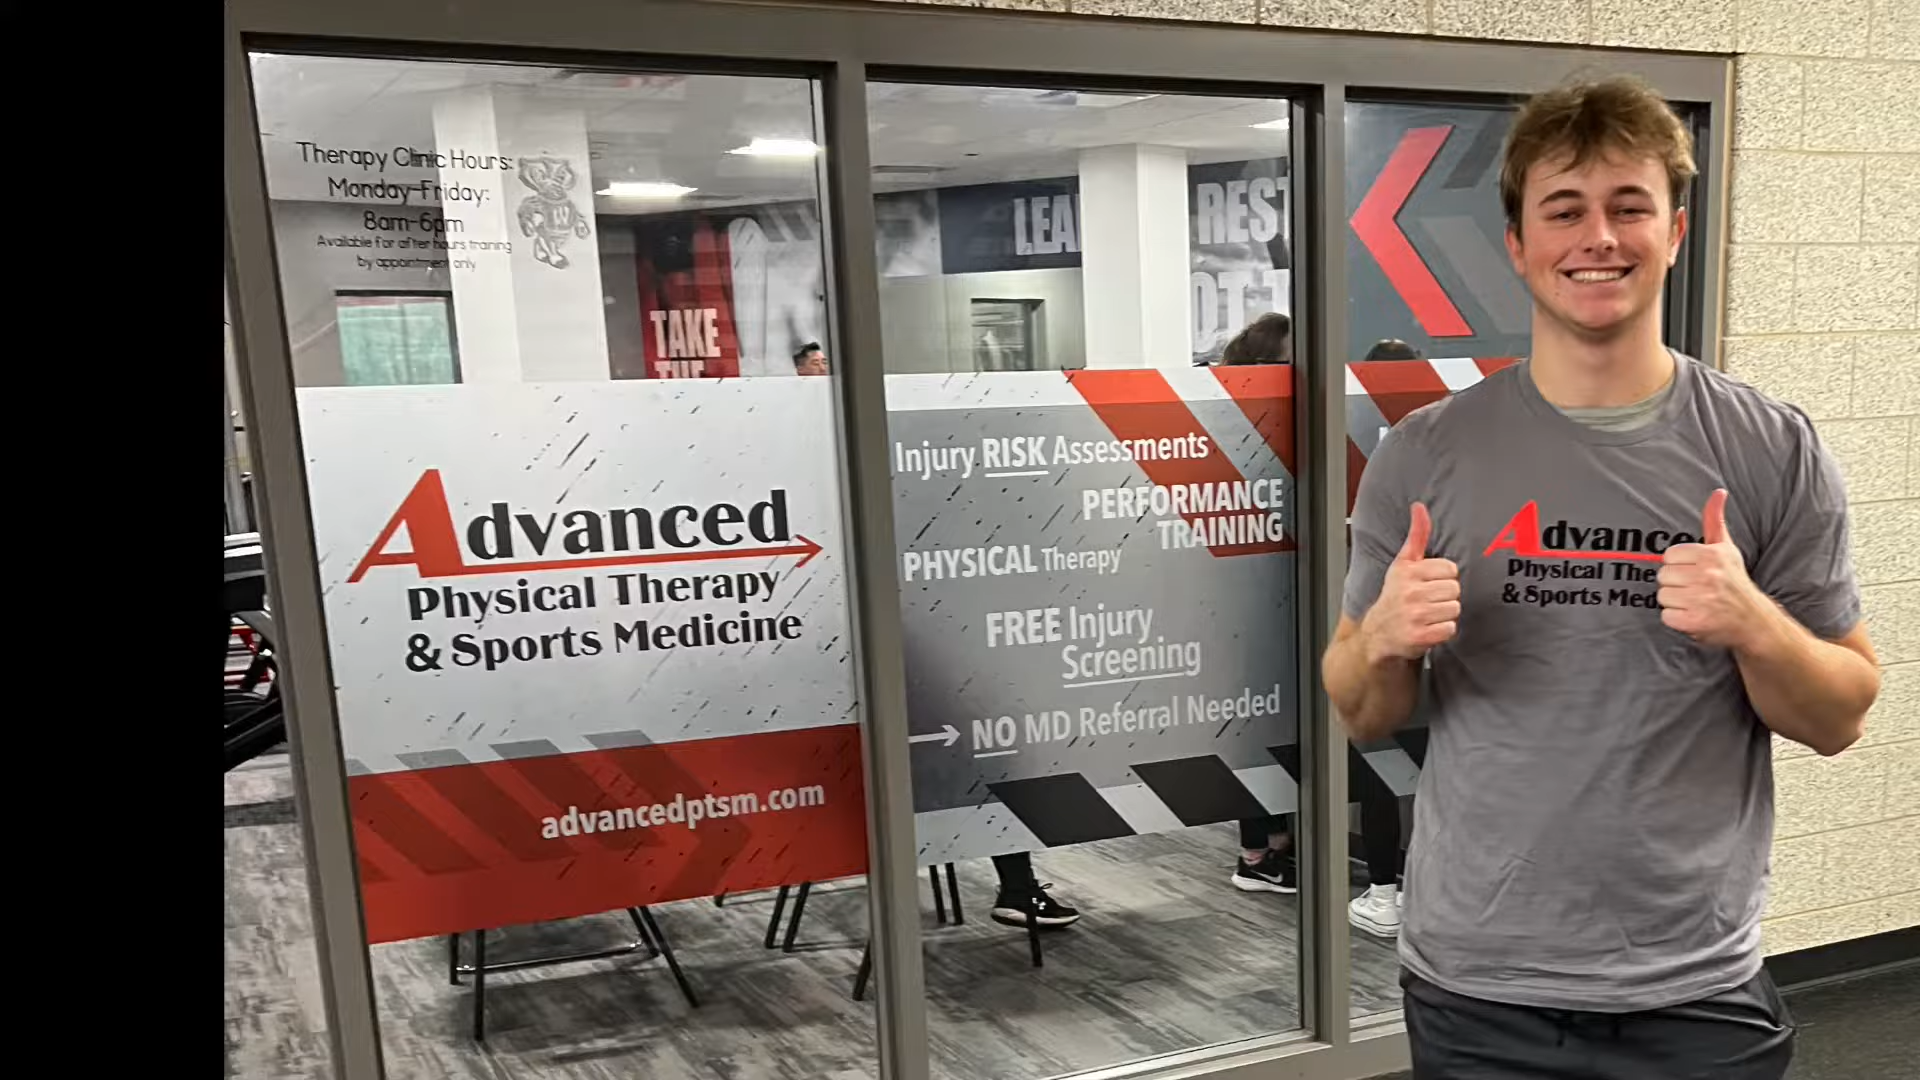 Therapy Clinic Hours:
Monday-Friday:
8am-6pm
Available for after hours training
by appointment only
TAKE
THE
LEA
REST
OT T
Advanced
Physical Therapy
& Sports Medicine
advancedptsm.com
Injury RISK Assessments
PERFORMANCE
TRAINING
PHYSICAL Therapy
FREE Injury
Screening
NO MD Referral Needed
Advance
Physical The
& Sports Med